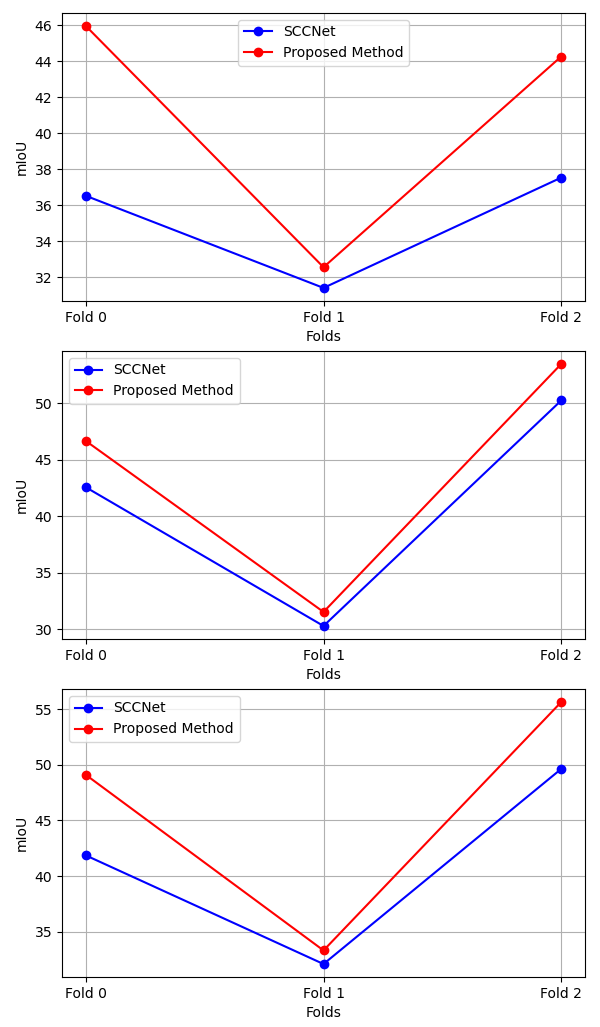 46
44
42
40
38
36
34
32
mIoU
SCCNet
Proposed Method
Fold 0 Fold 1 Fold 2
Folds
50
45
40
35
30
mIoU
SCCNet
Proposed Method
Fold 0 Fold 1 Fold 2
Folds
55
50
45
40
35
mIoU
SCCNet
Proposed Method
Fold 0 Fold 1 Fold 2
Folds